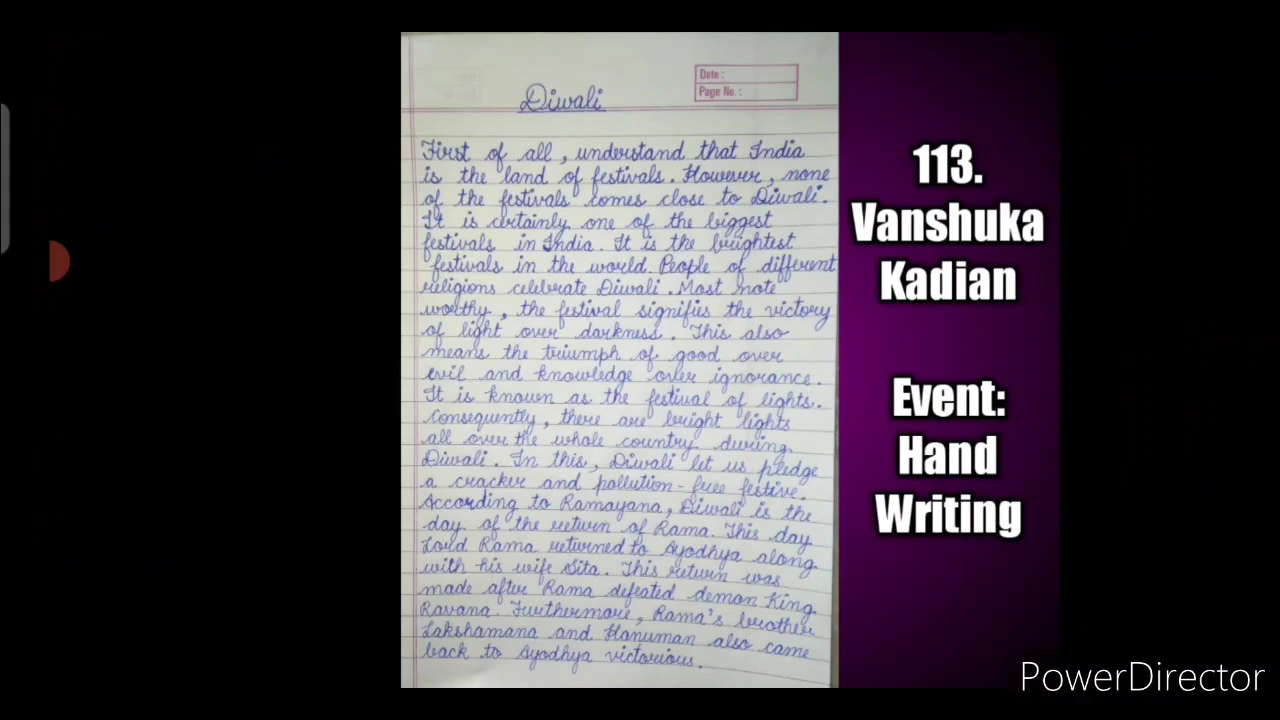 Date :
Page No. :
Diwali
First of all, understand that India
is the land of festivals. However, none
of the festivals comes close to Diwali.
It is certainly one of the biggest
festivals in India. It is the brightest
festivals in the world. People of different
religions celebrate Diwali. Most note
worthy, the festival signifies the victory
of light over darkness. This also
means the triumph of good over
evil and knowledge over ignorance.
It is known as the festival of lights.
Consequently, there are bright lights
all over the whole country during
Diwali. In this, Diwali let us pledge
a cracker and pollution-free festive.
According to Ramayana, Diwali is the
day of the return of Rama. This day
Lord Rama returned to Ayodhya along
with his wife Sita. This return was
made after Rama defeated demon King
Ravana. Furthermore, Rama's brother
Lakshamana and Hanuman also came
back to Ayodhya victorious.
113.
Vanshuka
Kadian
Event:
Hand
Writing
PowerDirector